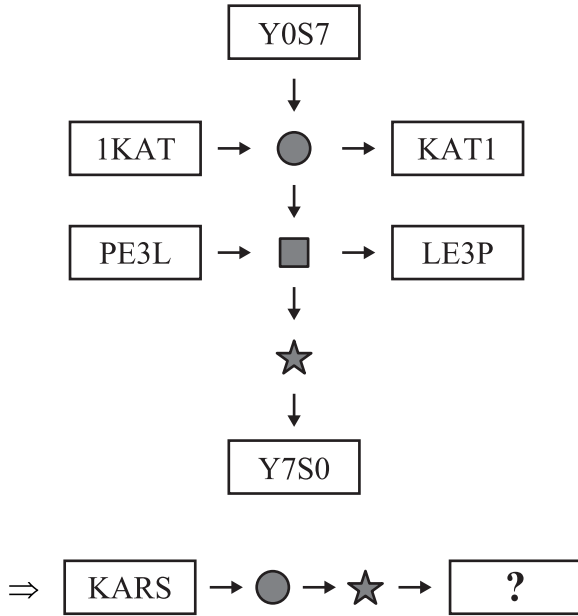 Y0S7
1KAT
KAT1
PE3L
LE3P
Y7S0
⇒ KARS ?